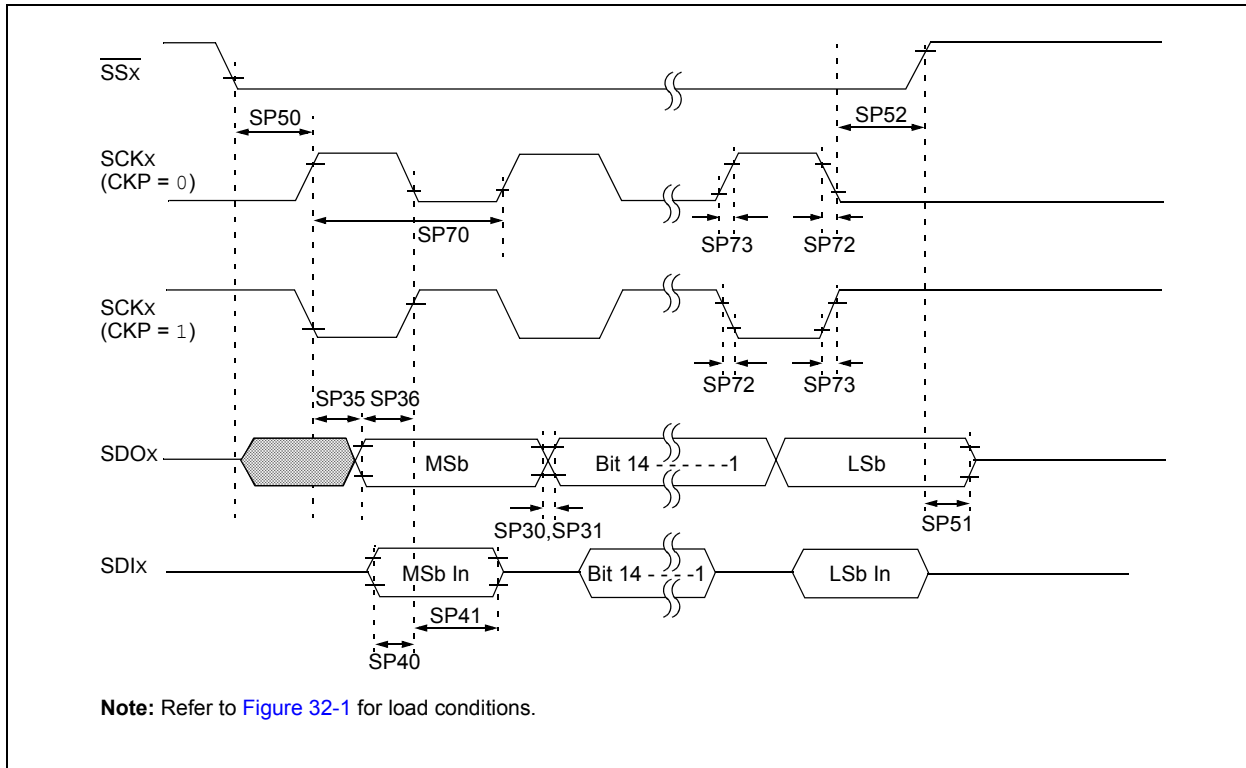 SSx
SP50
SP52
SCKx
(CKP = 0)
SP70
SP73
SP72
SCKx
(CKP = 1)
SP72
SP73
SP35 SP36
SDOx
MSb
Bit 14 - - - - - -1
LSb
SP30,SP31
SP51
SDIx
MSb In
Bit 14 - - - -1
LSb In
SP41
SP40
Note: Refer to Figure 32-1 for load conditions.